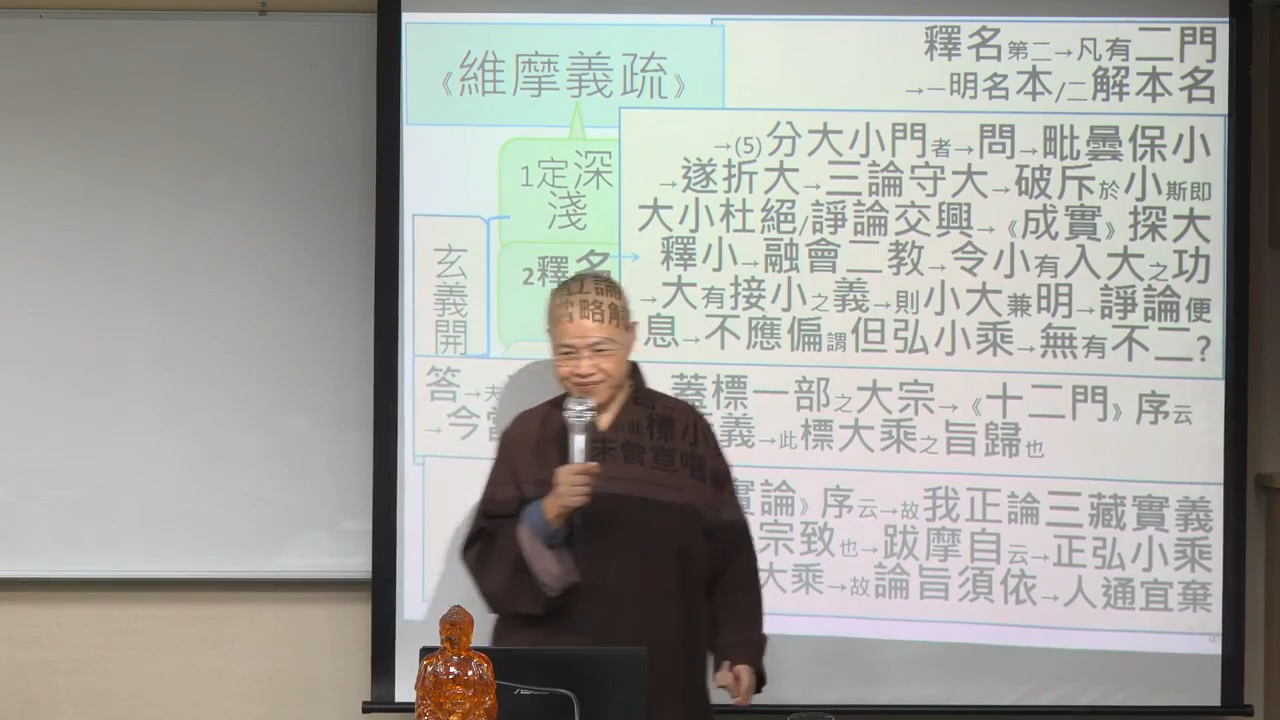 《維摩義疏》
釋名第二→凡有二門
→一明名本/二解本名
1定深
淺
2釋名
玄
義
開
→(5)分大小門者→問→毗曇保小
→遂折大→三論守大→破斥於小斯即
大小杜絕/諍論交興→《成實》探大
釋小→融會二教→令小有入大之功
→大有接小之義→則小大兼明→諍論便
息→不應偏謂但弘小乘→無有不二?
答→夫 蓋標一部之大宗→《十二門》序云
→今當 標小 義→此標大乘之旨歸也
實論》序云→故我正論三藏實義
宗致也→跋摩自云→正弘小乘
大乘→故論旨須依→人通宜棄